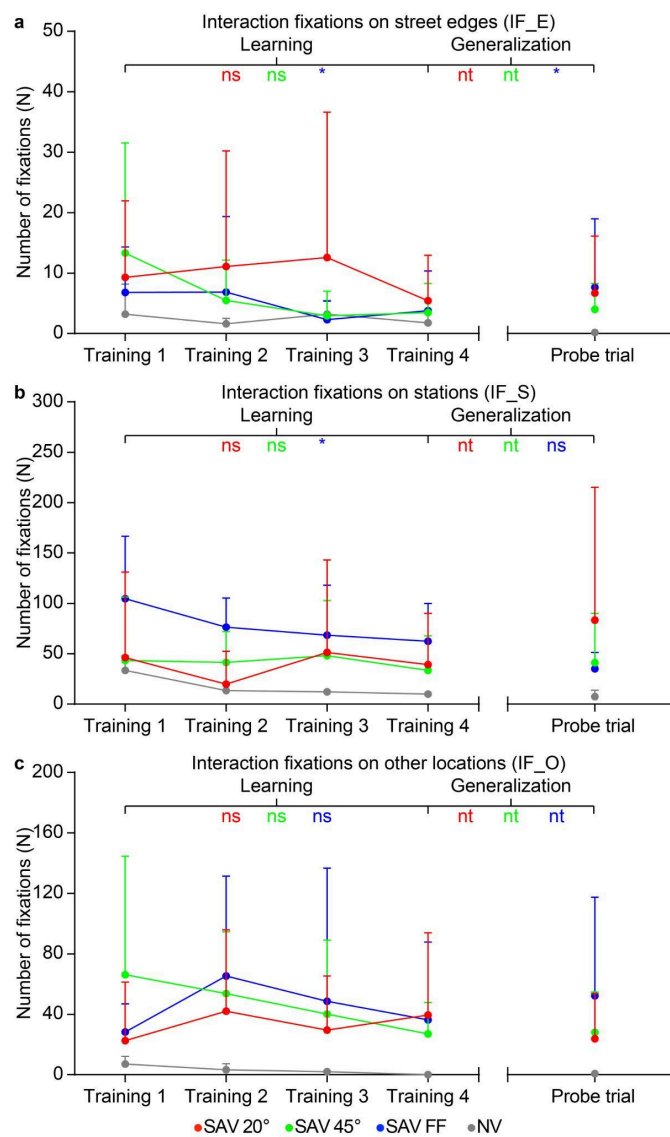 a Interaction fixations on street edges (IF_E)
Learning Generalization
ns ns * nt nt *
50
40
30
20
10
0
Number of fixations (N)
Training 1 Training 2 Training 3 Training 4 Probe trial
b Interaction fixations on stations (IF_S)
Learning Generalization
ns ns * nt nt ns
300
250
200
150
100
50
0
Number of fixations (N)
Training 1 Training 2 Training 3 Training 4 Probe trial
c Interaction fixations on other locations (IF_O)
Learning Generalization
ns ns ns nt nt nt
200
160
120
80
40
0
Number of fixations (N)
Training 1 Training 2 Training 3 Training 4 Probe trial
SAV 20° SAV 45° SAV FF NV